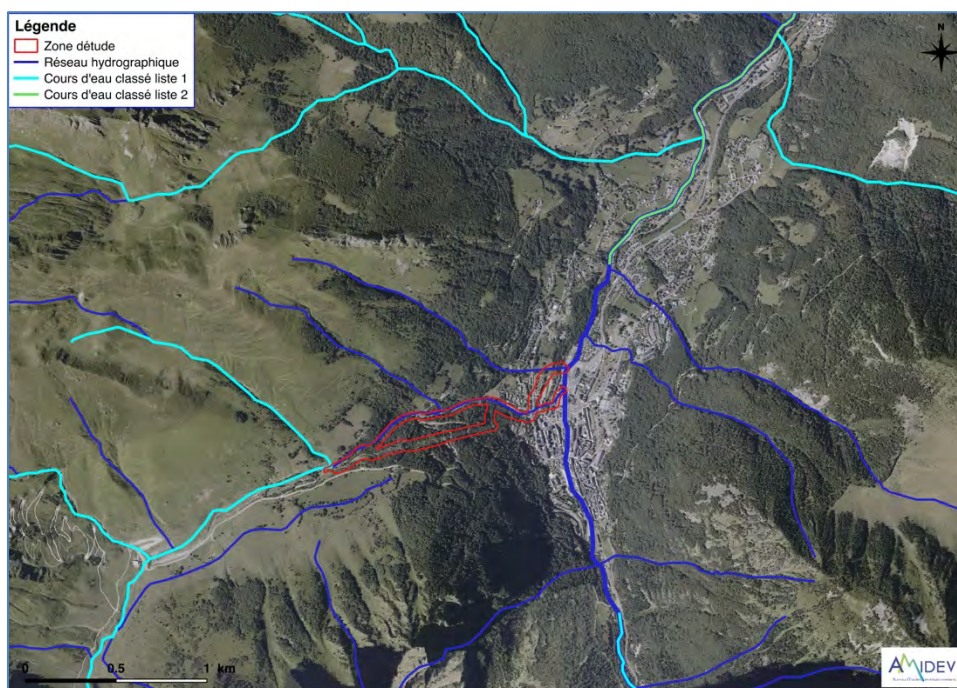 Légende
Zone détude
Réseau hydrographique
Cours d'eau classé liste 1
Cours d'eau classé liste 2
N
0 0.5 1 km
AMIDEV